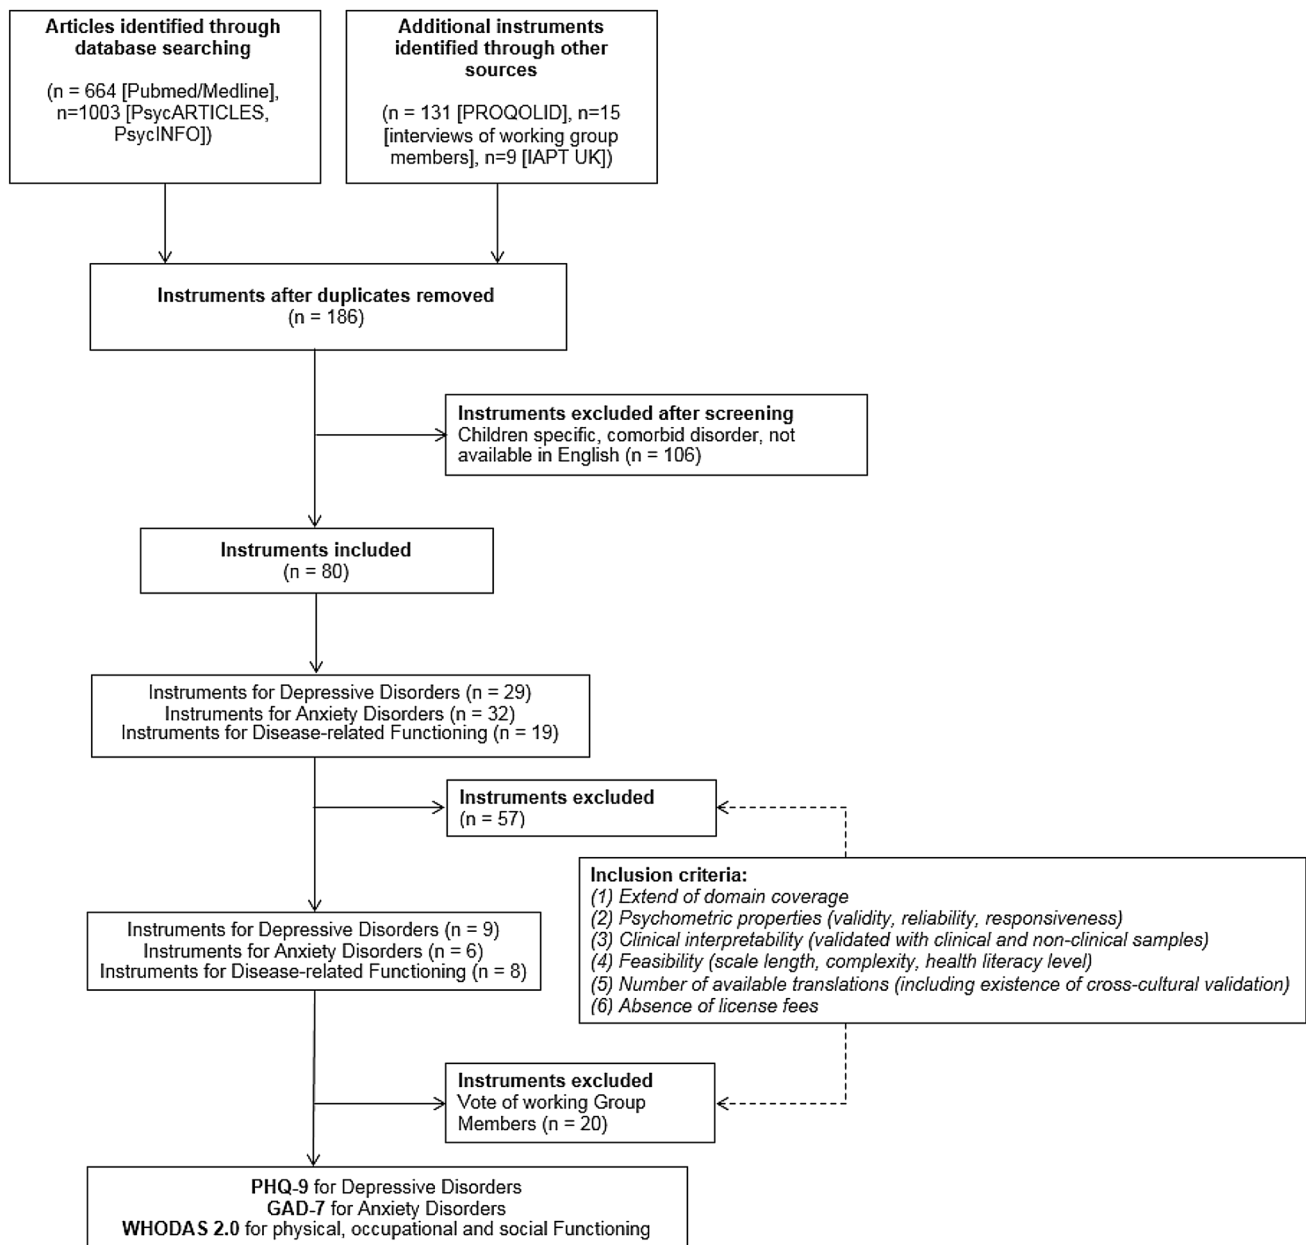 Articles identified through
database searching
(n = 664 [Pubmed/Medline],
n=1003 [PsycARTICLES,
PsycINFO])
Additional instruments
identified through other
sources
(n = 131 [PROQOLID], n=15
[interviews of working group
members], n=9 [IAPT UK])
Instruments after duplicates removed
(n = 186)
Instruments excluded after screening
Children specific, comorbid disorder, not
available in English (n = 106)
Instruments included
(n = 80)
Instruments for Depressive Disorders (n = 29)
Instruments for Anxiety Disorders (n = 32)
Instruments for Disease-related Functioning (n = 19)
Instruments excluded
(n = 57)
Inclusion criteria:
(1) Extend of domain coverage
(2) Psychometric properties (validity, reliability, responsiveness)
(3) Clinical interpretability (validated with clinical and non-clinical samples)
(4) Feasibility (scale length, complexity, health literacy level)
(5) Number of available translations (including existence of cross-cultural validation)
(6) Absence of license fees
Instruments for Depressive Disorders (n = 9)
Instruments for Anxiety Disorders (n = 6)
Instruments for Disease-related Functioning (n = 8)
Instruments excluded
Vote of working Group
Members (n = 20)
PHQ-9 for Depressive Disorders
GAD-7 for Anxiety Disorders
WHODAS 2.0 for physical, occupational and social Functioning